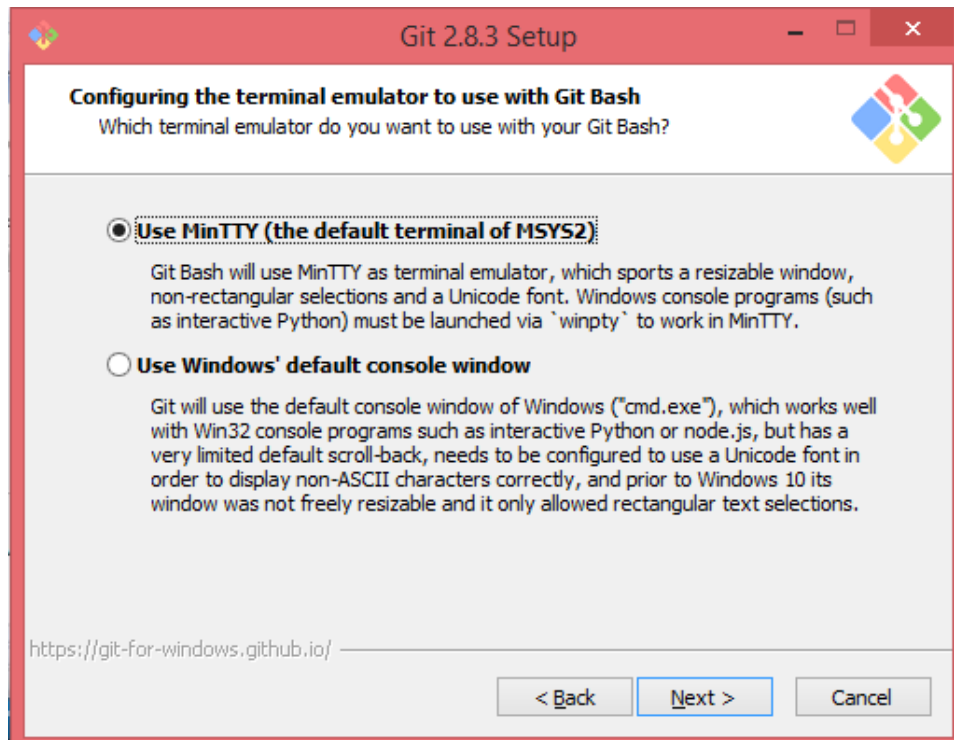 Git 2.8.3 Setup
Configuring the terminal emulator to use with Git Bash
Which terminal emulator do you want to use with your Git Bash?
Use MinTTY (the default terminal of MSYS2)
Git Bash will use MinTTY as terminal emulator, which sports a resizable window,
non-rectangular selections and a Unicode font. Windows console programs (such
as interactive Python) must be launched via `winpty` to work in MinTTY.
Use Windows' default console window
Git will use the default console window of Windows ("cmd.exe"), which works well
with Win32 console programs such as interactive Python or node.js, but has a
very limited default scroll-back, needs to be configured to use a Unicode font in
order to display non-ASCII characters correctly, and prior to Windows 10 its
window was not freely resizable and it only allowed rectangular text selections.
https://git-for-windows.github.io/
< Back Next > Cancel